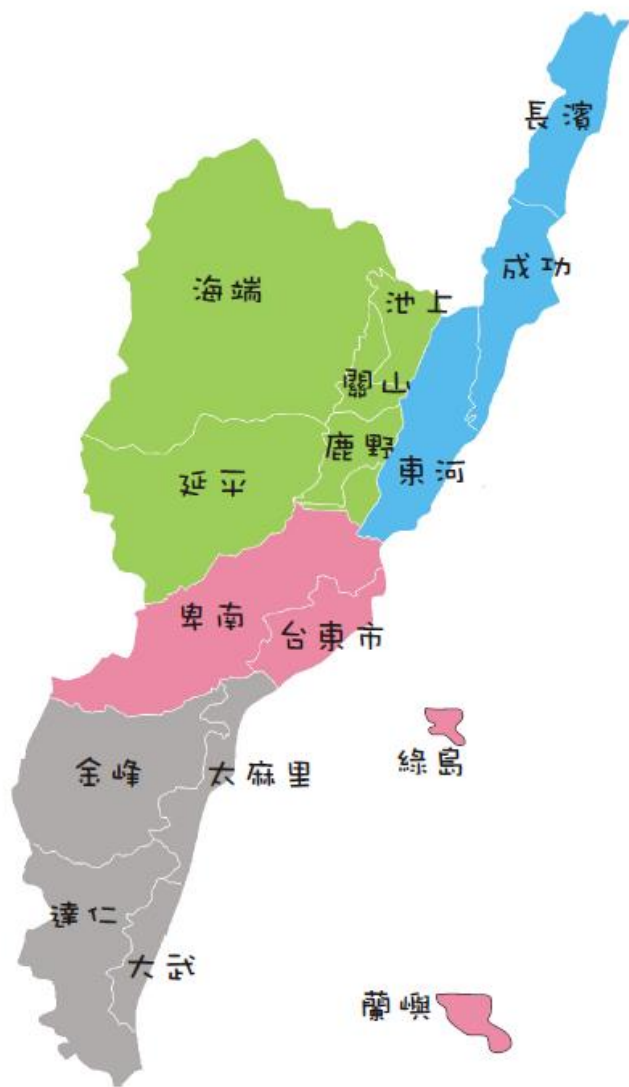 長濱
成功
海端
池上
關山
鹿野
東河
延平
卑南
台東市
金峰
太麻里
綠島
達仁
大武
蘭嶼